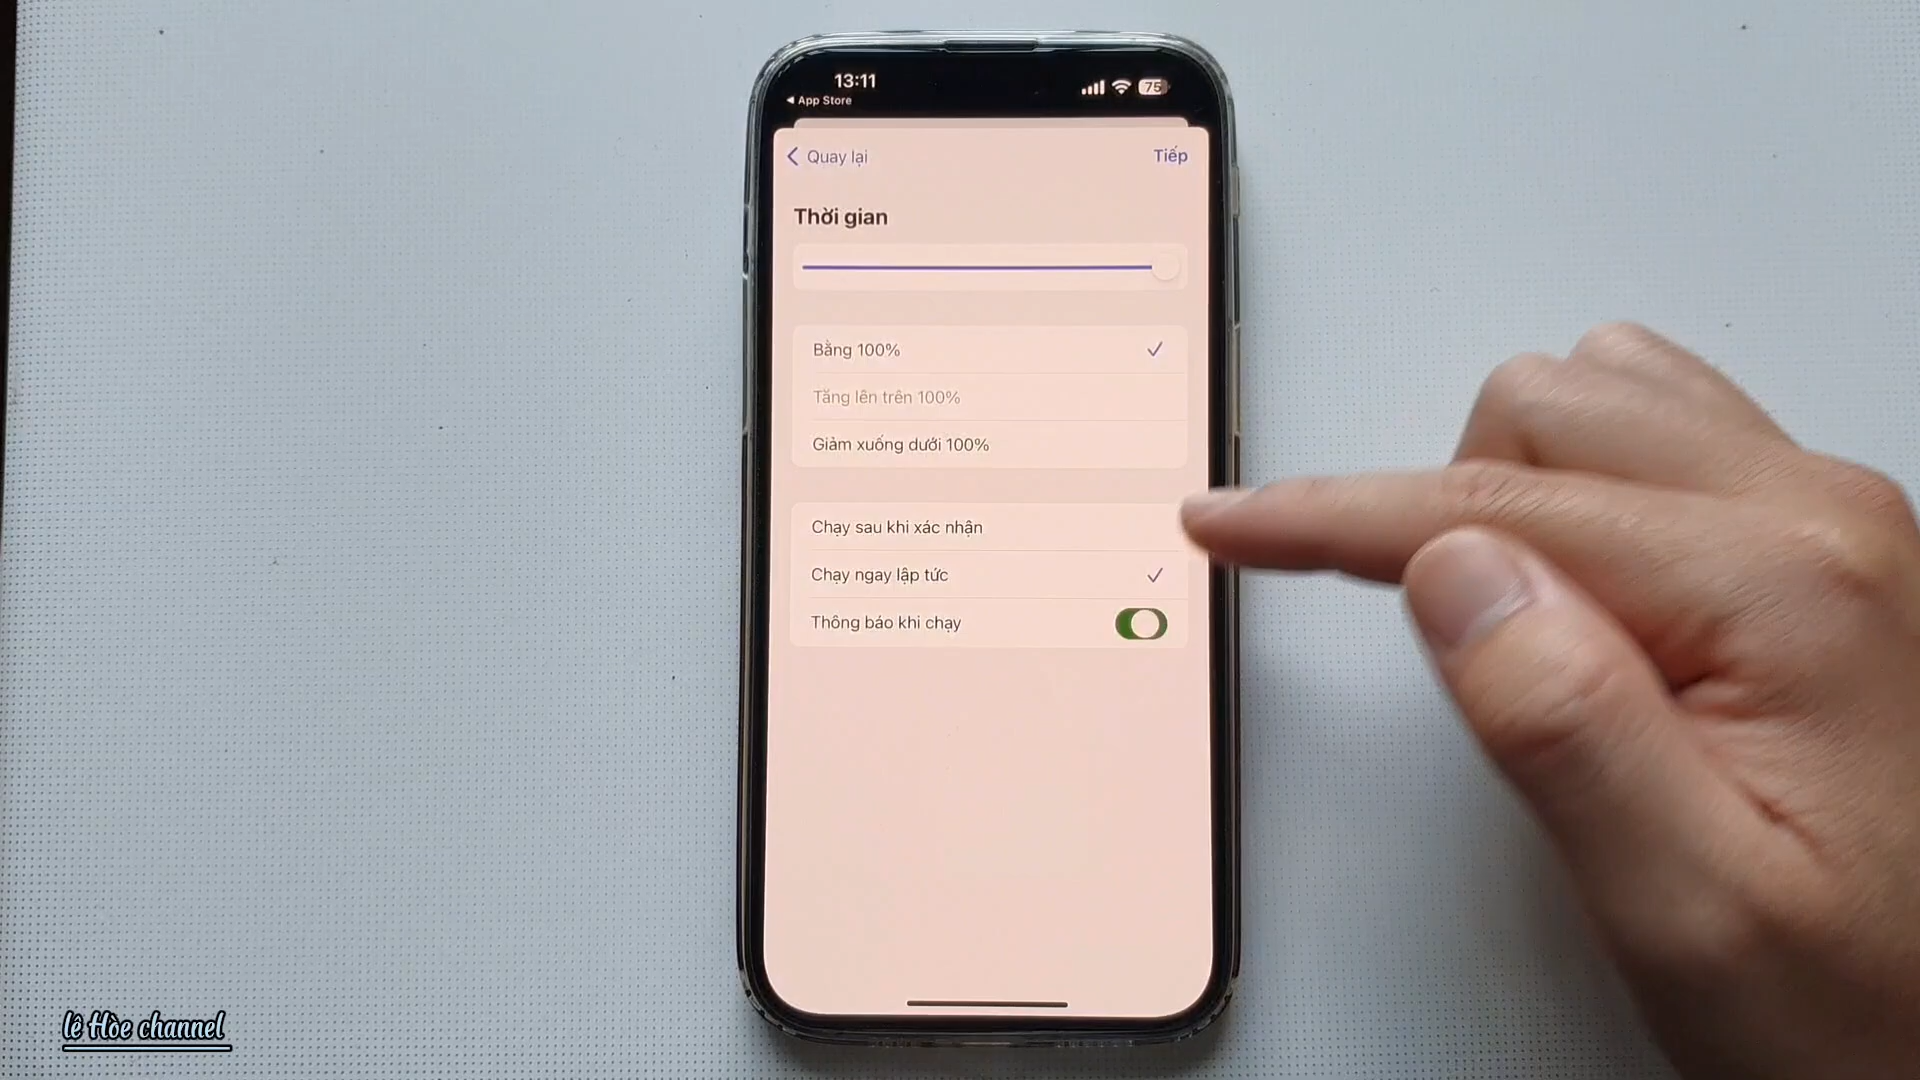 13:11
75
App Store
Quay lại
Tiếp
Thời gian
Bằng 100%
Tăng lên trên 100%
Giảm xuống dưới 100%
Chạy sau khi xác nhận
Chạy ngay lập tức
Thông báo khi chạy
lê Hòe channel